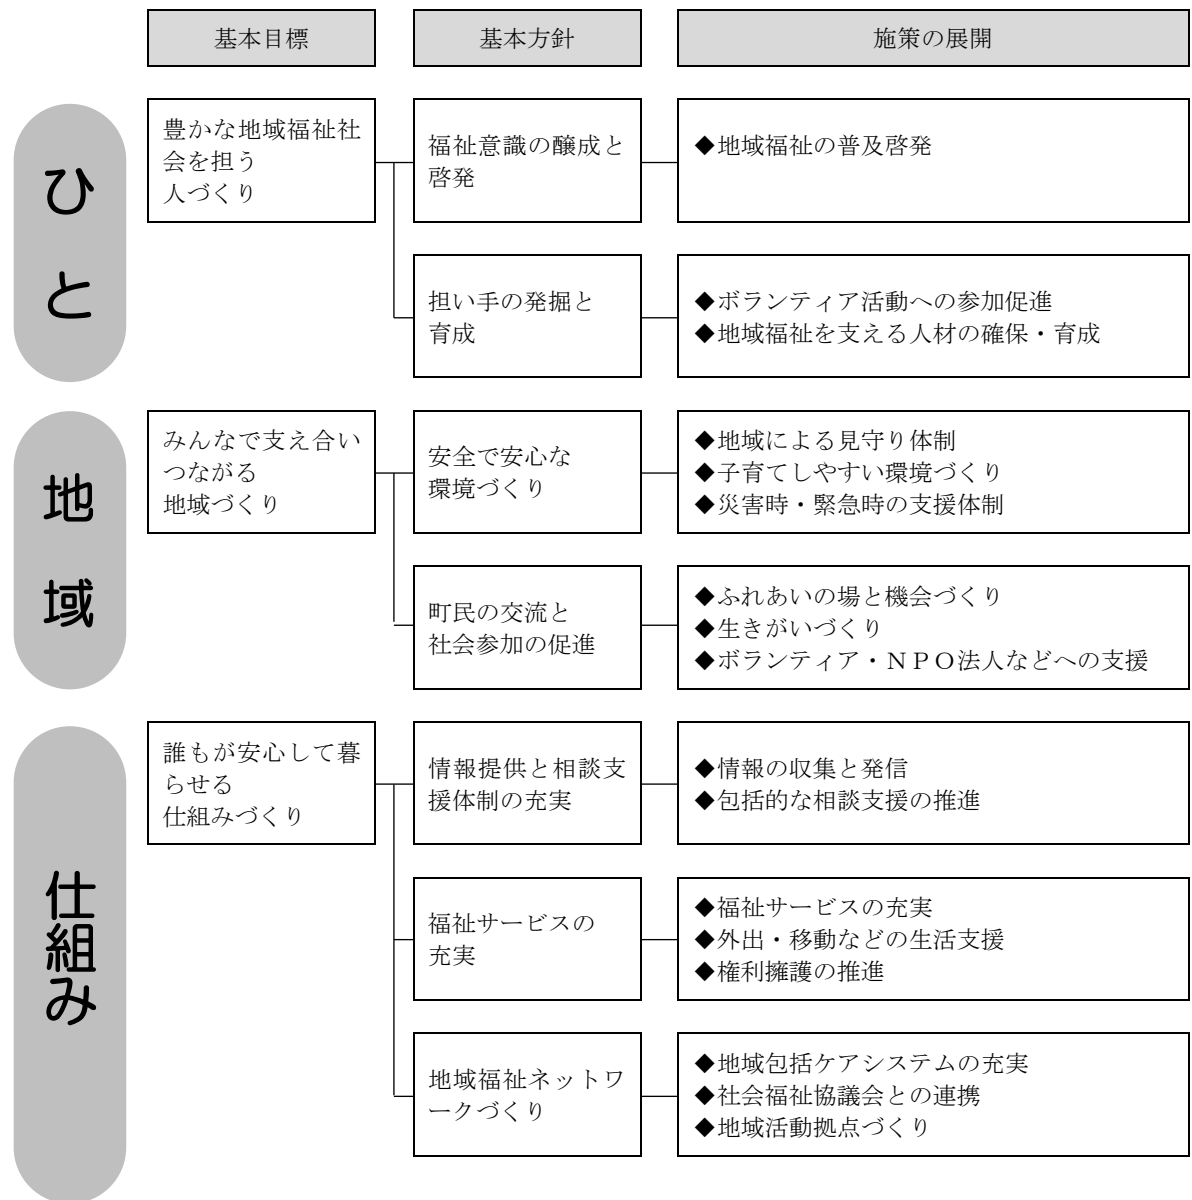 基本目標
基本方針
施策の展開
ひと
豊かな地域福祉社
会を担う
人づくり
福祉意識の醸成と
啓発
◆地域福祉の普及啓発
担い手の発掘と
育成
◆ボランティア活動への参加促進
◆地域福祉を支える人材の確保・育成
地域
みんなで支え合い
つながる
地域づくり
安全で安心な
環境づくり
◆地域による見守り体制
◆子育てしやすい環境づくり
◆災害時・緊急時の支援体制
町民の交流と
社会参加の促進
◆ふれあいの場と機会づくり
◆生きがいづくり
◆ボランティア・ＮＰＯ法人などへの支援
仕組み
誰もが安心して暮
らせる
仕組みづくり
情報提供と相談支
援体制の充実
◆情報の収集と発信
◆包括的な相談支援の推進
福祉サービスの
充実
◆福祉サービスの充実
◆外出・移動などの生活支援
◆権利擁護の推進
地域福祉ネットワ
ークづくり
◆地域包括ケアシステムの充実
◆社会福祉協議会との連携
◆地域活動拠点づくり